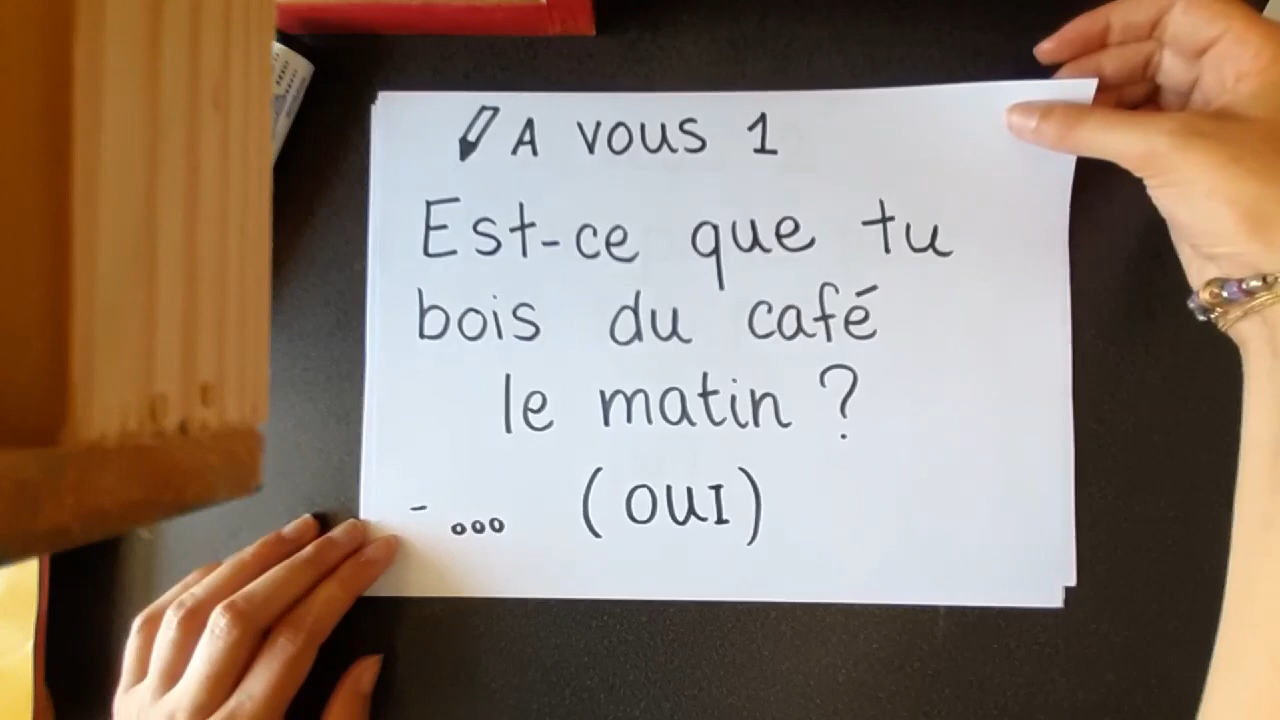 A vous 1
Est-ce que tu
bois du café
le matin ?
- ... (OUI)